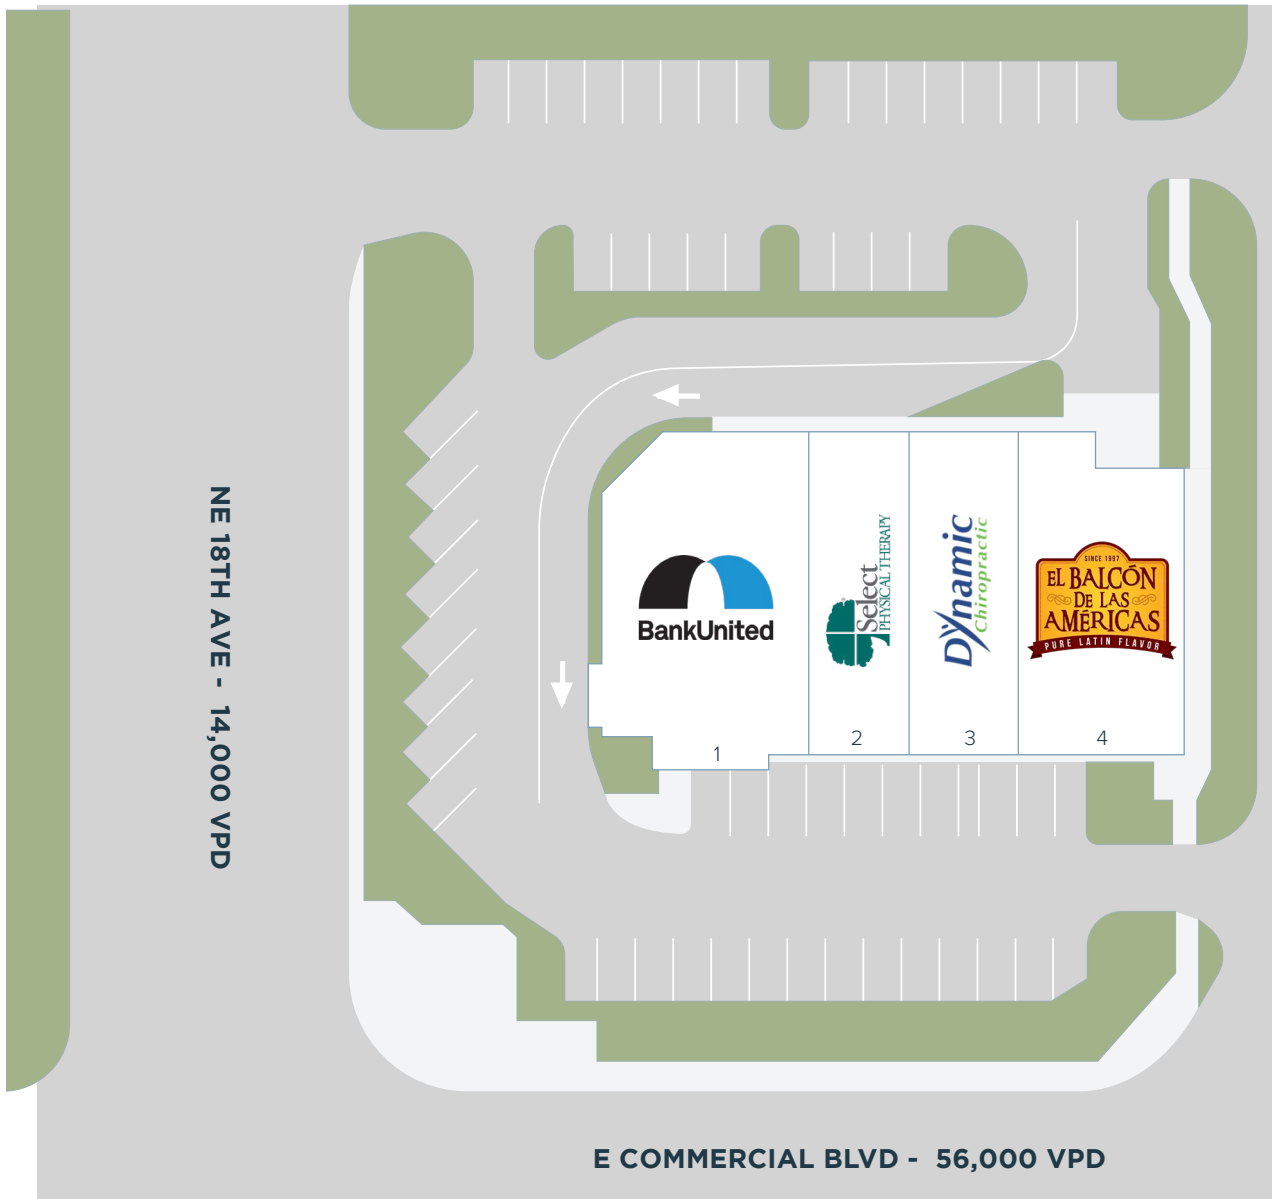 NE 18TH AVE - 14,000 VPD
BankUnited
1
Select
PHYSICAL THERAPY
2
Dynamic
Chiropractic
3
SINCE 1997
EL BALCÓN
DE LAS
AMÉRICAS
PURE LATIN FLAVOR
4
E COMMERCIAL BLVD - 56,000 VPD